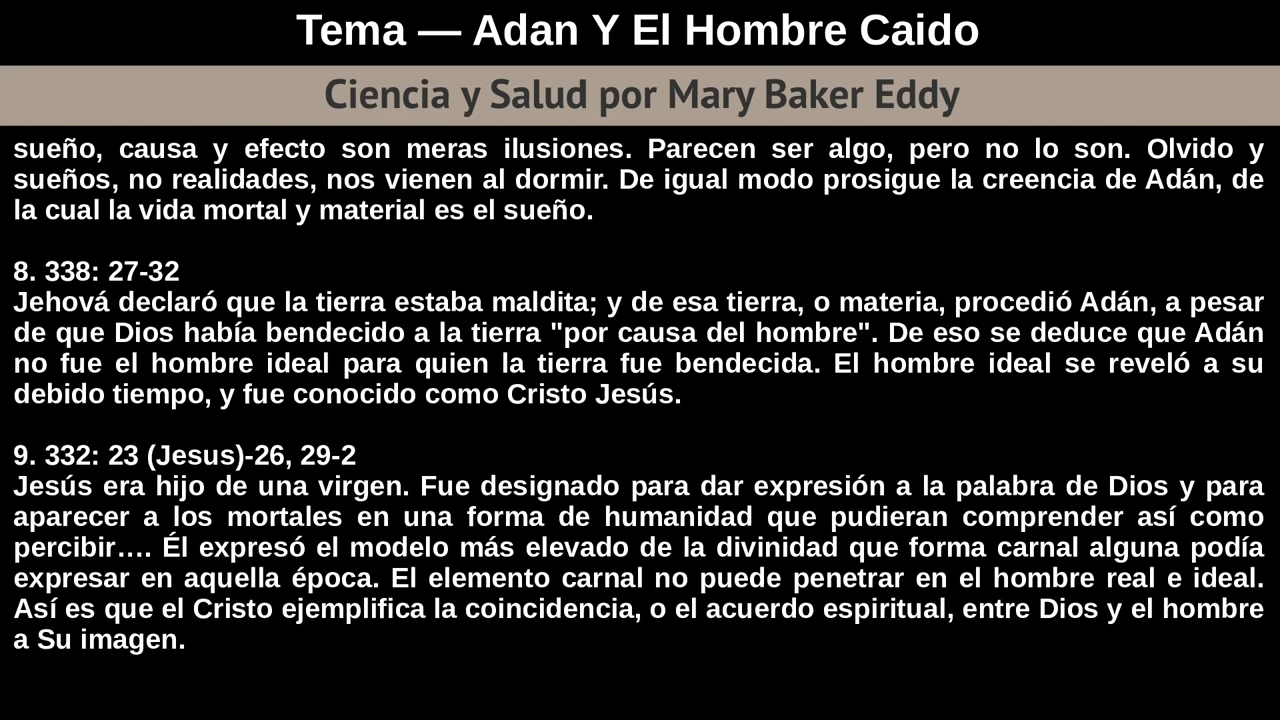 Tema — Adan Y El Hombre Caido
Ciencia y Salud por Mary Baker Eddy
sueño, causa y efecto son meras ilusiones. Parecen ser algo, pero no lo son. Olvido y
sueños, no realidades, nos vienen al dormir. De igual modo prosigue la creencia de Adán, de
la cual la vida mortal y material es el sueño.
8. 338: 27-32
Jehová declaró que la tierra estaba maldita; y de esa tierra, o materia, procedió Adán, a pesar
de que Dios había bendecido a la tierra "por causa del hombre". De eso se deduce que Adán
no fue el hombre ideal para quien la tierra fue bendecida. El hombre ideal se reveló a su
debido tiempo, y fue conocido como Cristo Jesús.
9. 332: 23 (Jesus)-26, 29-2
Jesús era hijo de una virgen. Fue designado para dar expresión a la palabra de Dios y para
aparecer a los mortales en una forma de humanidad que pudieran comprender así como
percibir…. Él expresó el modelo más elevado de la divinidad que forma carnal alguna podía
expresar en aquella época. El elemento carnal no puede penetrar en el hombre real e ideal.
Así es que el Cristo ejemplifica la coincidencia, o el acuerdo espiritual, entre Dios y el hombre
a Su imagen.